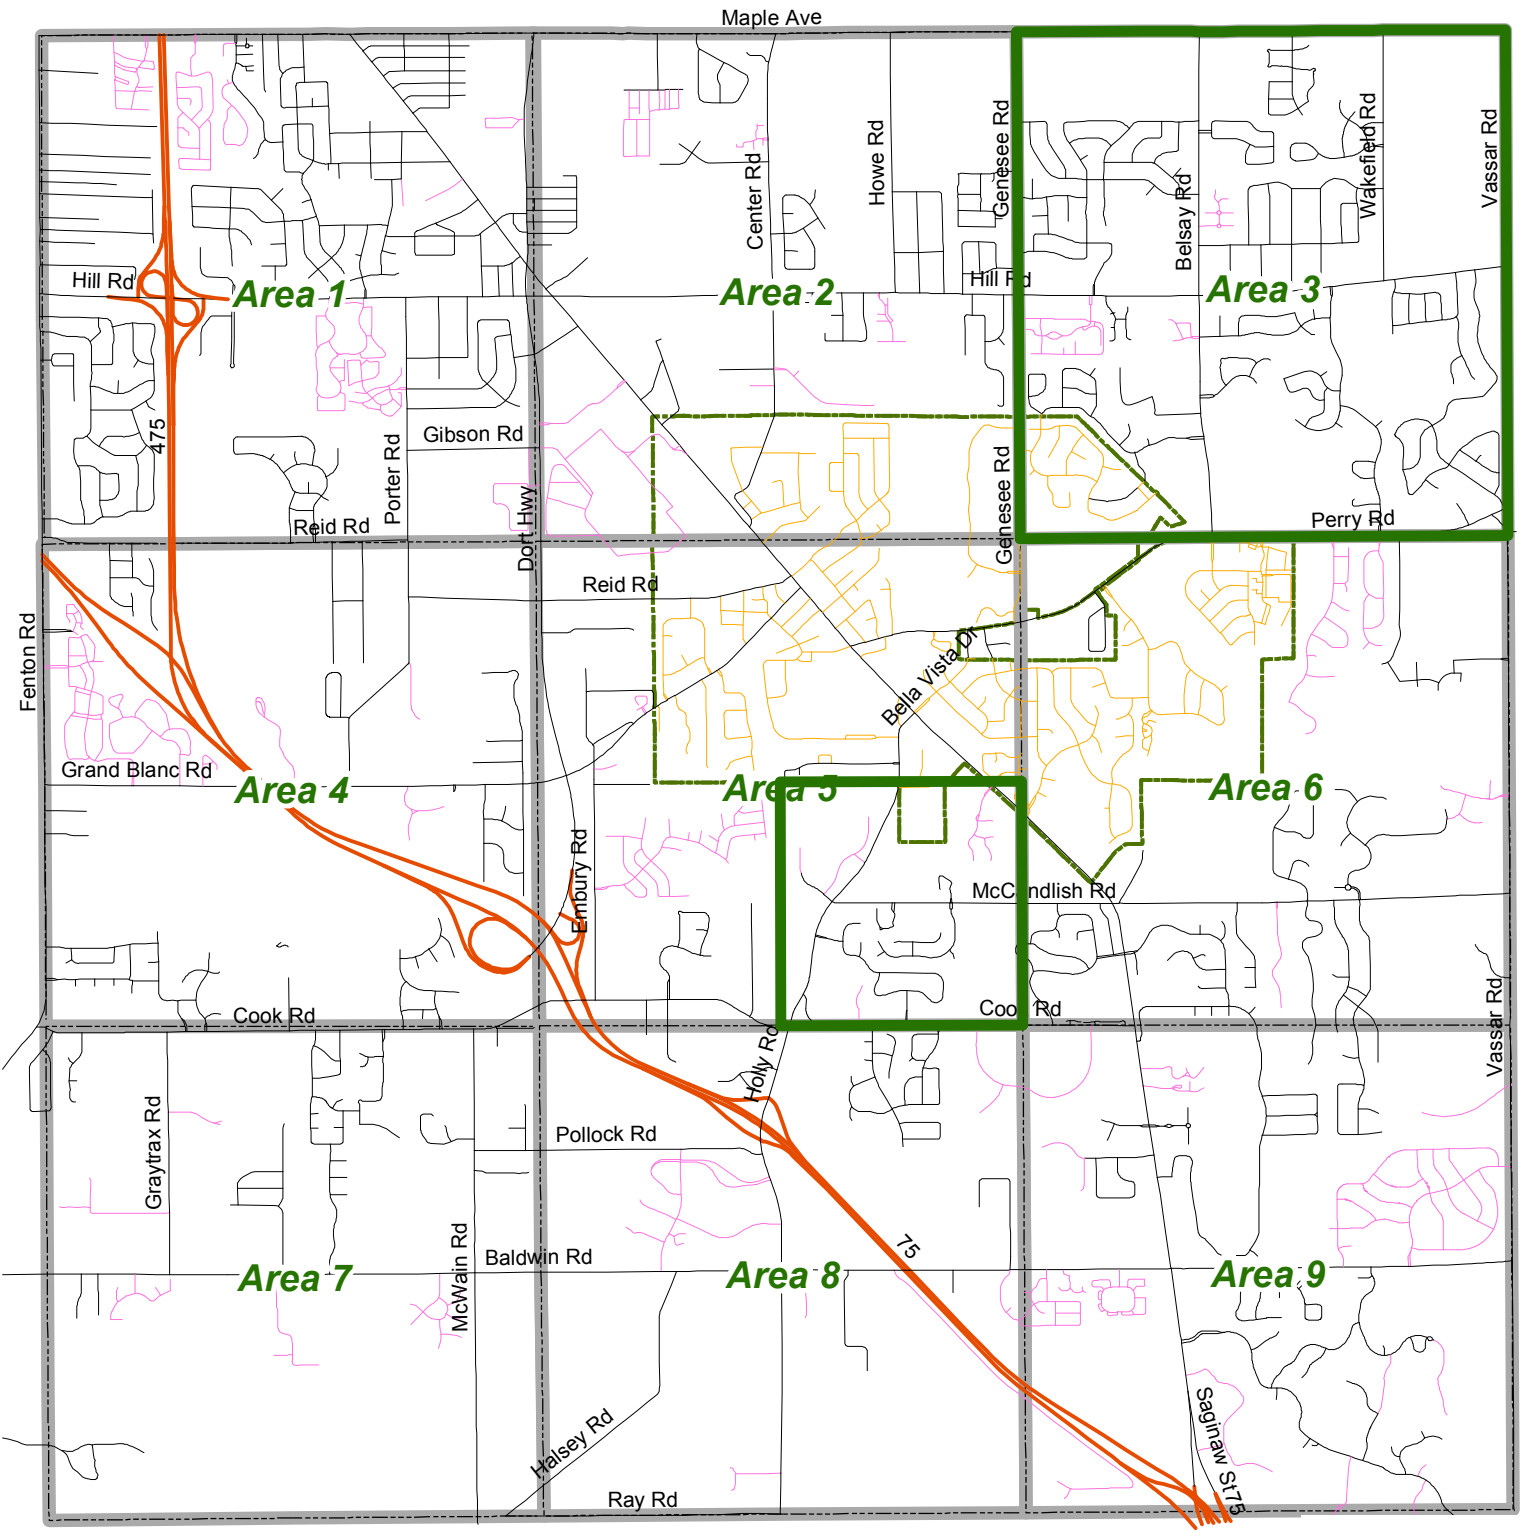 Maple Ave
Genesee Rd
Howe Rd
Center Rd
Wakefield Rd
Vassar Rd
Belsay Rd
Hill Rd
Hill Rd
Area 1
Area 2
Area 3
475
Porter Rd
Gibson Rd
Dort Hwy
Genesee Rd
Reid Rd
Perry Rd
Reid Rd
Fenton Rd
Bella Vista Dr
Grand Blanc Rd
Area 4
Area 5
Area 6
Embury Rd
McCandlish Rd
Cook Rd
Cook Rd
Vassar Rd
Holly Rd
Graytrax Rd
Pollock Rd
McWain Rd
Baldwin Rd
75
Area 7
Area 8
Area 9
Halsey Rd
Saginaw St
75
Ray Rd